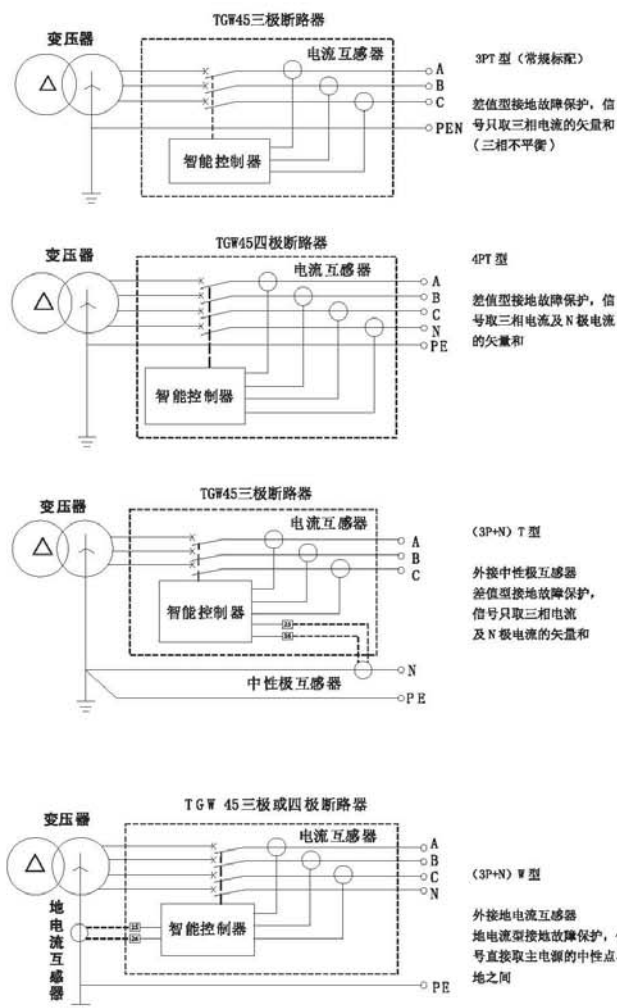 TGW45三极断路器
变压器
电流互感器
A
B
C
PEN
智能控制器
3PT 型（常规标配）
差值型接地故障保护，信
号只取三相电流的矢量和
（三相不平衡）
TGW45四极断路器
变压器
电流互感器
A
B
C
N
PE
智能控制器
4PT 型
差值型接地故障保护，信
号取三相电流及N极电流
的矢量和
TGW45三极断路器
变压器
电流互感器
A
B
C
智能控制器
25
26
N
中性极互感器
PE
（3P+N）T 型
外接中性极互感器
差值型接地故障保护，
信号只取三相电流
及N极电流的矢量和
TGW 45三极或四极断路器
变压器
电流互感器
A
B
C
N
地电流互感器
25
26
智能控制器
PE
（3P+N）W 型
外接地电流互感器
地电流型接地故障保护，
号直接取主电源的中性点
地之间